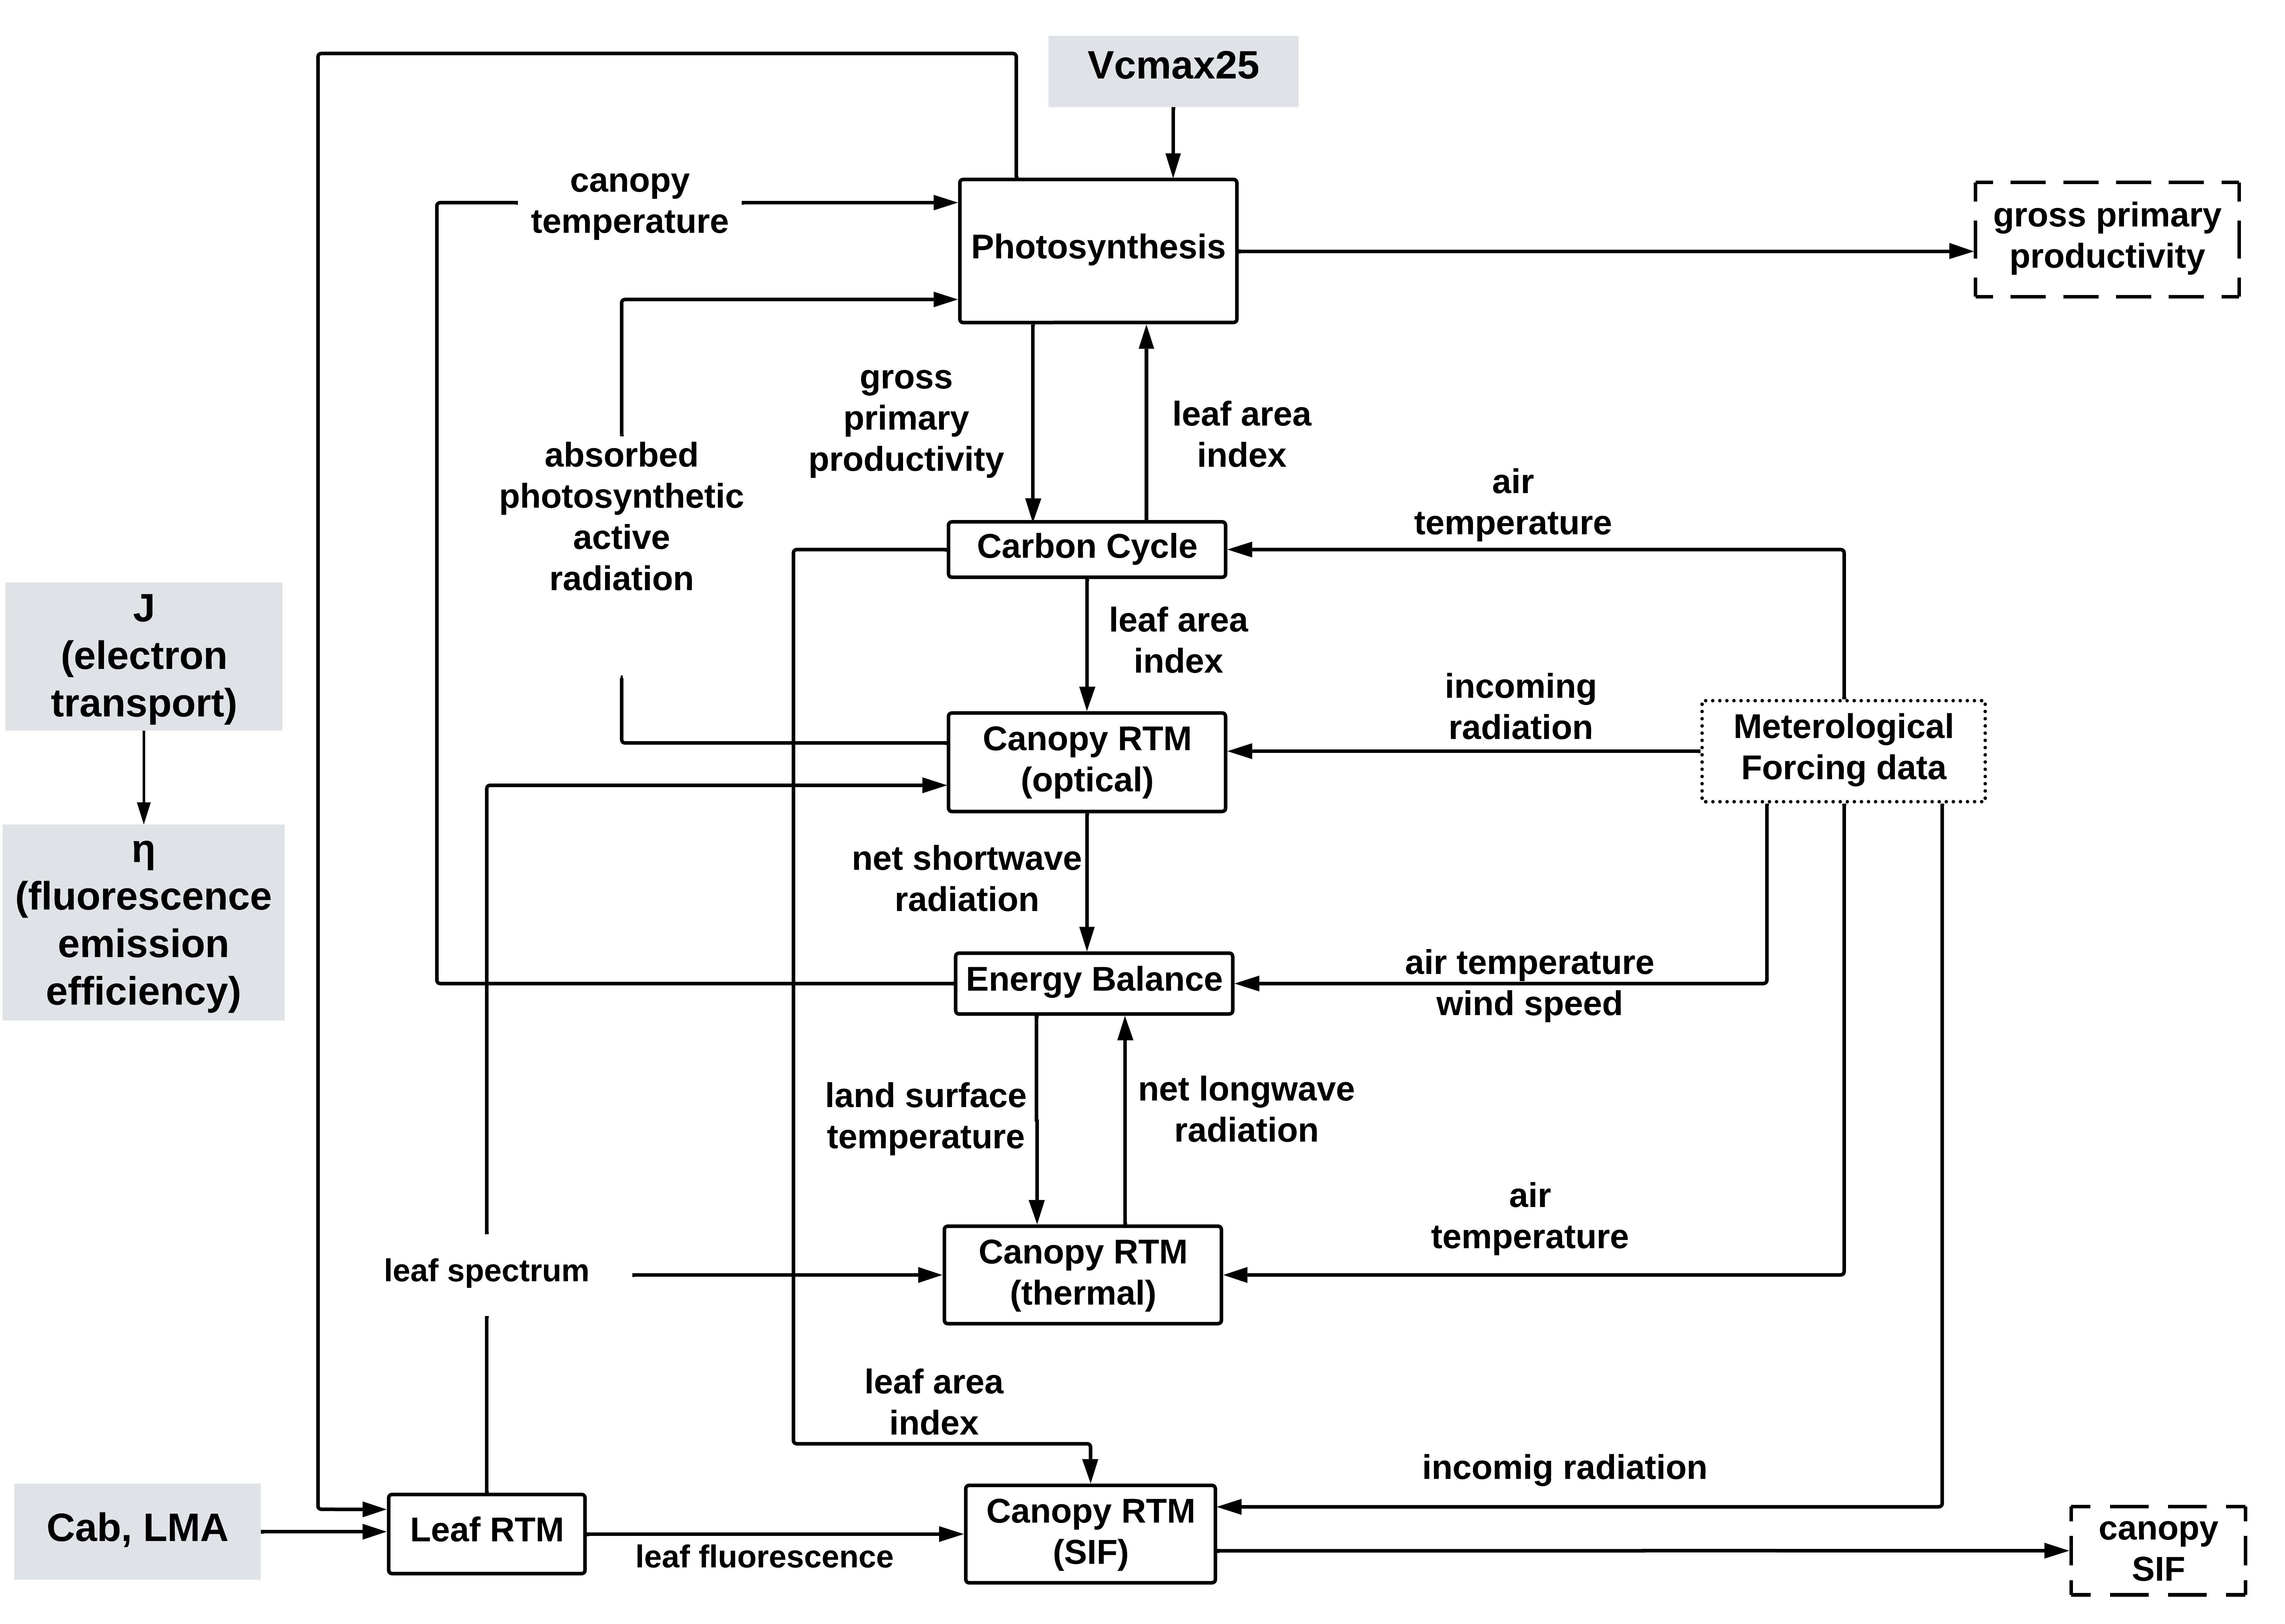 Vcmax25
canopy
temperature
Photosynthesis
gross primary
productivity
gross
primary
productivity
leaf area
index
absorbed
photosynthetic
active
radiation
air
temperature
Carbon Cycle
J
(electron
transport)
leaf area
index
incoming
radiation
Meterological
Forcing data
Canopy RTM
(optical)
η
(fluorescence
emission
efficiency)
net shortwave
radiation
Energy Balance
air temperature
wind speed
land surface
temperature
net longwave
radiation
air
temperature
leaf spectrum
Canopy RTM
(thermal)
leaf area
index
incomig radiation
Cab, LMA
Leaf RTM
leaf fluorescence
Canopy RTM
(SIF)
canopy
SIF